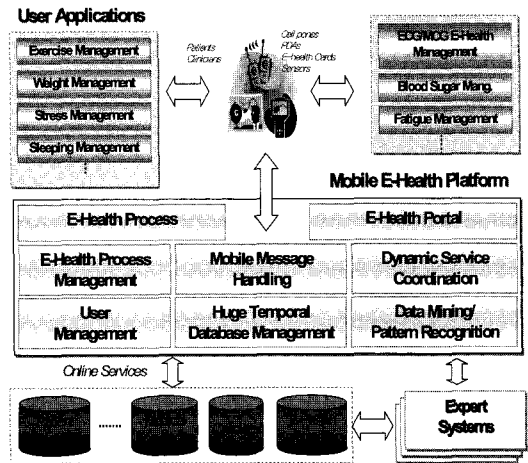 User Applications
Exercise Management
Weight Management
Stress Management
Sleeping Management
Patients
Clinicians
Cell pones
PDAs
E-health Cards
Sensors
ECG/MCG E-Health
Management
Blood Sugar Mang.
Fatigue Management
Mobile E-Health Platform
E-Health Process
E-Health Portal
E-Health Process
Management
Mobile Message
Handling
Dynamic Service
Coordination
User
Management
Huge Temporal
Database Management
Data Mining/
Pattern Recognition
Online Services
Expert
Systems